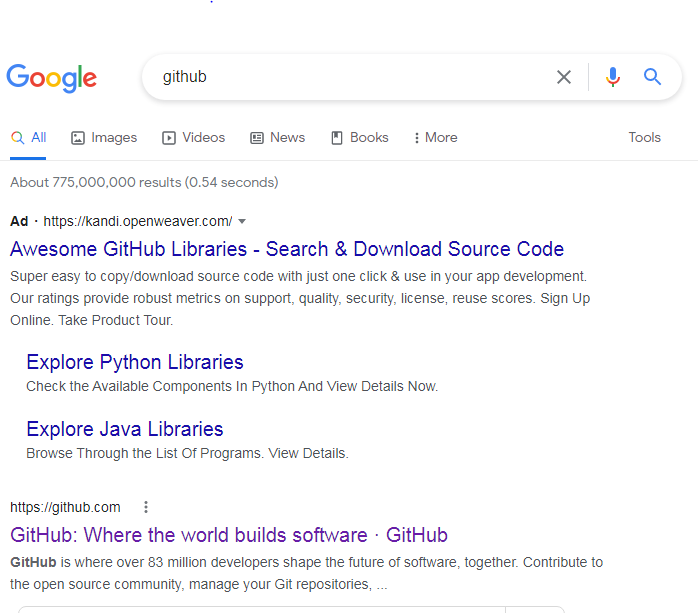 Google
github
All Images Videos News Books More Tools
About 775,000,000 results (0.54 seconds)
Ad · https://kandi.openweaver.com/
Awesome GitHub Libraries - Search & Download Source Code
Super easy to copy/download source code with just one click & use in your app development.
Our ratings provide robust metrics on support, quality, security, license, reuse scores. Sign Up
Online. Take Product Tour.
Explore Python Libraries
Check the Available Components In Python And View Details Now.
Explore Java Libraries
Browse Through the List Of Programs. View Details.
https://github.com
GitHub: Where the world builds software · GitHub
GitHub is where over 83 million developers shape the future of software, together. Contribute to
the open source community, manage your Git repositories, ...